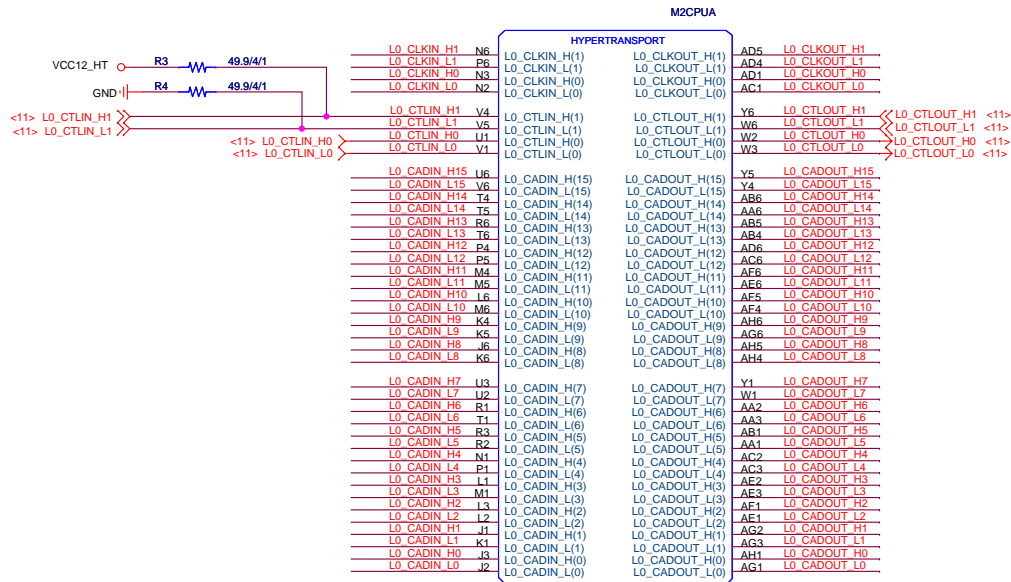 M2CPUA
HYPERTRANSPORT
VCC12_HT R3 49.9/4/1
GND R4 49.9/4/1
L0_CLKIN_H1 N6 L0_CLKIN_H(1) L0_CLKOUT_H(1) AD5 L0_CLKOUT_H1
L0_CLKIN_L1 P6 L0_CLKIN_L(1) L0_CLKOUT_L(1) AD4 L0_CLKOUT_L1
L0_CLKIN_H0 N3 L0_CLKIN_H(0) L0_CLKOUT_H(0) AD1 L0_CLKOUT_H0
L0_CLKIN_L0 N2 L0_CLKIN_L(0) L0_CLKOUT_L(0) AC1 L0_CLKOUT_L0
<11> L0_CTLIN_H1 L0_CTLIN_H1 V4 L0_CTLIN_H(1) L0_CTLOUT_H(1) Y6 L0_CTLOUT_H1 L0_CTLOUT_H1 <11>
<11> L0_CTLIN_L1 L0_CTLIN_L1 V5 L0_CTLIN_L(1) L0_CTLOUT_L(1) W6 L0_CTLOUT_L1 L0_CTLOUT_L1 <11>
<11> L0_CTLIN_H0 L0_CTLIN_H0 U1 L0_CTLIN_H(0) L0_CTLOUT_H(0) W2 L0_CTLOUT_H0 L0_CTLOUT_H0 <11>
<11> L0_CTLIN_L0 L0_CTLIN_L0 V1 L0_CTLIN_L(0) L0_CTLOUT_L(0) W3 L0_CTLOUT_L0 L0_CTLOUT_L0 <11>
L0_CADIN_H15 U6 L0_CADIN_H(15) L0_CADOUT_H(15) Y5 L0_CADOUT_H15
L0_CADIN_L15 V6 L0_CADIN_L(15) L0_CADOUT_L(15) Y4 L0_CADOUT_L15
L0_CADIN_H14 T4 L0_CADIN_H(14) L0_CADOUT_H(14) AB6 L0_CADOUT_H14
L0_CADIN_L14 T5 L0_CADIN_L(14) L0_CADOUT_L(14) AA6 L0_CADOUT_L14
L0_CADIN_H13 R6 L0_CADIN_H(13) L0_CADOUT_H(13) AB5 L0_CADOUT_H13
L0_CADIN_L13 T6 L0_CADIN_L(13) L0_CADOUT_L(13) AB4 L0_CADOUT_L13
L0_CADIN_H12 P4 L0_CADIN_H(12) L0_CADOUT_H(12) AD6 L0_CADOUT_H12
L0_CADIN_L12 P5 L0_CADIN_L(12) L0_CADOUT_L(12) AC6 L0_CADOUT_L12
L0_CADIN_H11 M4 L0_CADIN_H(11) L0_CADOUT_H(11) AF6 L0_CADOUT_H11
L0_CADIN_L11 M5 L0_CADIN_L(11) L0_CADOUT_L(11) AE6 L0_CADOUT_L11
L0_CADIN_H10 L6 L0_CADIN_H(10) L0_CADOUT_H(10) AF5 L0_CADOUT_H10
L0_CADIN_L10 M6 L0_CADIN_L(10) L0_CADOUT_L(10) AF4 L0_CADOUT_L10
L0_CADIN_H9 K4 L0_CADIN_H(9) L0_CADOUT_H(9) AH6 L0_CADOUT_H9
L0_CADIN_L9 K5 L0_CADIN_L(9) L0_CADOUT_L(9) AG6 L0_CADOUT_L9
L0_CADIN_H8 J6 L0_CADIN_H(8) L0_CADOUT_H(8) AH5 L0_CADOUT_H8
L0_CADIN_L8 K6 L0_CADIN_L(8) L0_CADOUT_L(8) AH4 L0_CADOUT_L8
L0_CADIN_H7 U3 L0_CADIN_H(7) L0_CADOUT_H(7) Y1 L0_CADOUT_H7
L0_CADIN_L7 U2 L0_CADIN_L(7) L0_CADOUT_L(7) W1 L0_CADOUT_L7
L0_CADIN_H6 R1 L0_CADIN_H(6) L0_CADOUT_H(6) AA2 L0_CADOUT_H6
L0_CADIN_L6 T1 L0_CADIN_L(6) L0_CADOUT_L(6) AA3 L0_CADOUT_L6
L0_CADIN_H5 R3 L0_CADIN_H(5) L0_CADOUT_H(5) AB1 L0_CADOUT_H5
L0_CADIN_L5 R2 L0_CADIN_L(5) L0_CADOUT_L(5) AA1 L0_CADOUT_L5
L0_CADIN_H4 N1 L0_CADIN_H(4) L0_CADOUT_H(4) AC2 L0_CADOUT_H4
L0_CADIN_L4 P1 L0_CADIN_L(4) L0_CADOUT_L(4) AC3 L0_CADOUT_L4
L0_CADIN_H3 L1 L0_CADIN_H(3) L0_CADOUT_H(3) AE2 L0_CADOUT_H3
L0_CADIN_L3 M1 L0_CADIN_L(3) L0_CADOUT_L(3) AE3 L0_CADOUT_L3
L0_CADIN_H2 L3 L0_CADIN_H(2) L0_CADOUT_H(2) AF1 L0_CADOUT_H2
L0_CADIN_L2 L2 L0_CADIN_L(2) L0_CADOUT_L(2) AE1 L0_CADOUT_L2
L0_CADIN_H1 J1 L0_CADIN_H(1) L0_CADOUT_H(1) AG2 L0_CADOUT_H1
L0_CADIN_L1 K1 L0_CADIN_L(1) L0_CADOUT_L(1) AG3 L0_CADOUT_L1
L0_CADIN_H0 J3 L0_CADIN_H(0) L0_CADOUT_H(0) AH1 L0_CADOUT_H0
L0_CADIN_L0 J2 L0_CADIN_L(0) L0_CADOUT_L(0) AG1 L0_CADOUT_L0